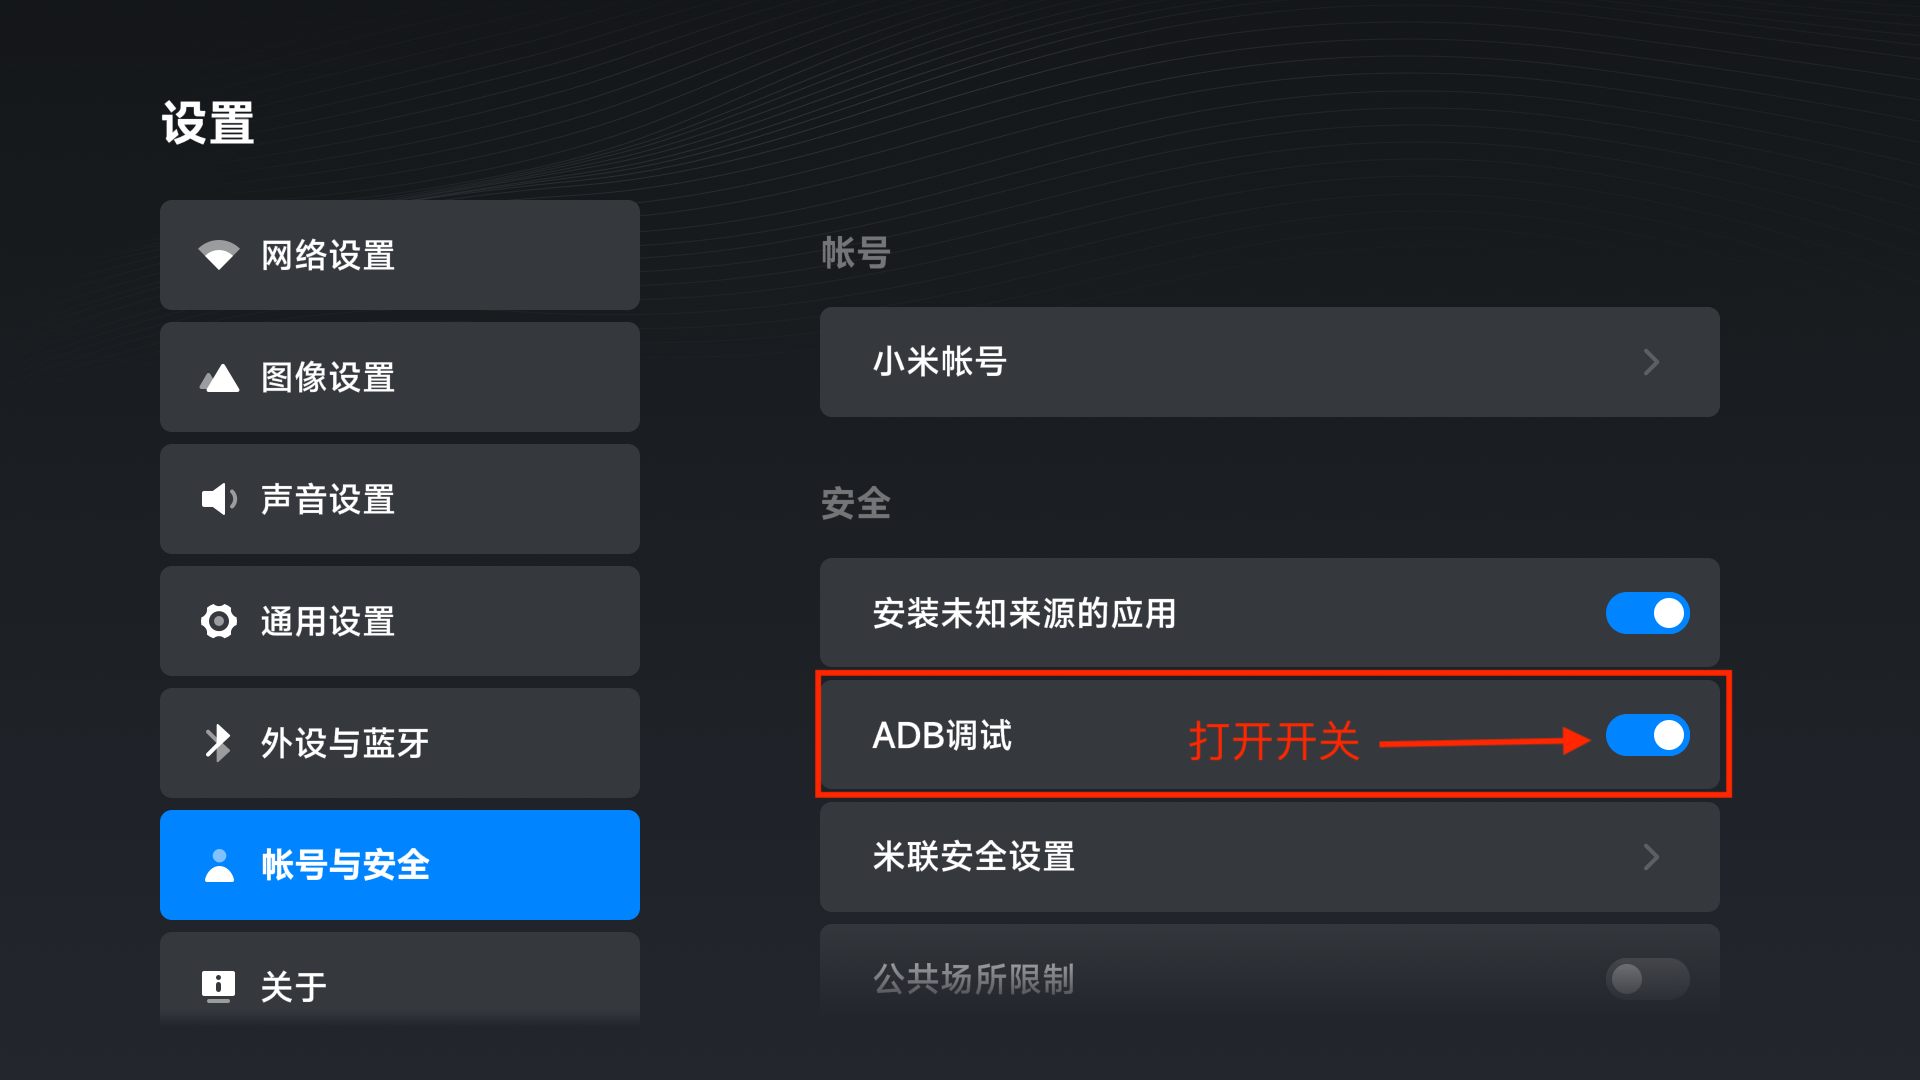 设置
网络设置
图像设置
声音设置
通用设置
外设与蓝牙
帐号与安全
关于
帐号
小米帐号
安全
安装未知来源的应用
ADB调试 打开开关
米联安全设置
公共场所限制